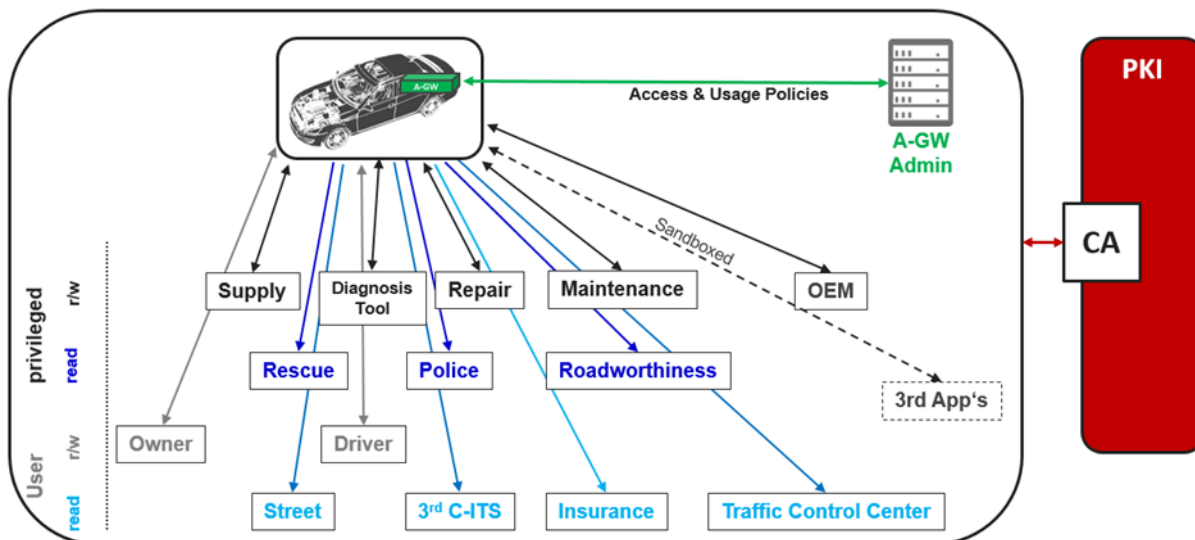 PKI
A-GW
Access & Usage Policies
A-GW
Admin
CA
Sandboxed
privileged
r/w
Supply
Diagnosis
Tool
Repair
Maintenance
OEM
read
Rescue
Police
Roadworthiness
3rd App‘s
User
r/w
Owner
Driver
read
Street
3rd C-ITS
Insurance
Traffic Control Center